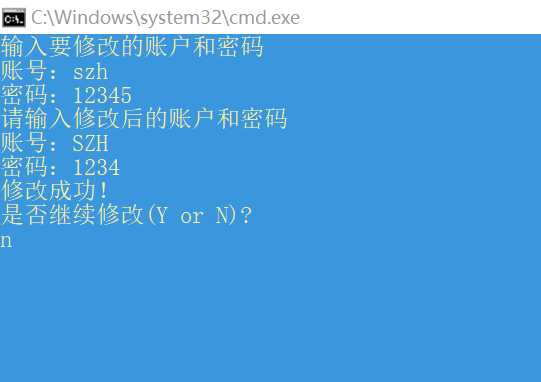 C:\Windows\system32\cmd.exe
输入要修改的账户和密码
账号：szh
密码：12345
请输入修改后的账户和密码
账号：SZH
密码：1234
修改成功！
是否继续修改(Y or N)?
n